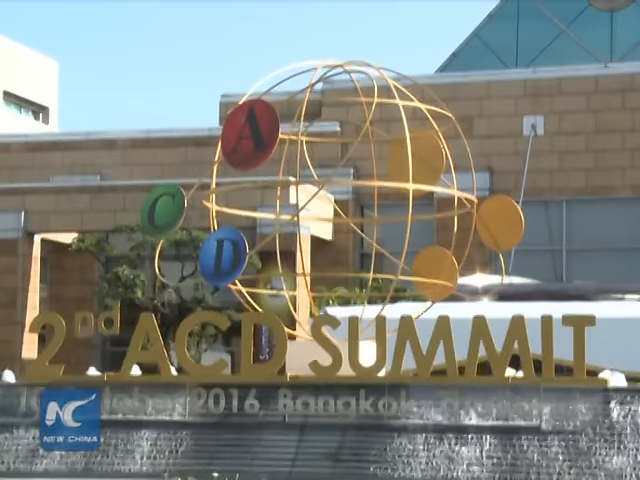 A
C
D
2nd ACD SUMMIT
2016, Bangkok,
NEW CHINA